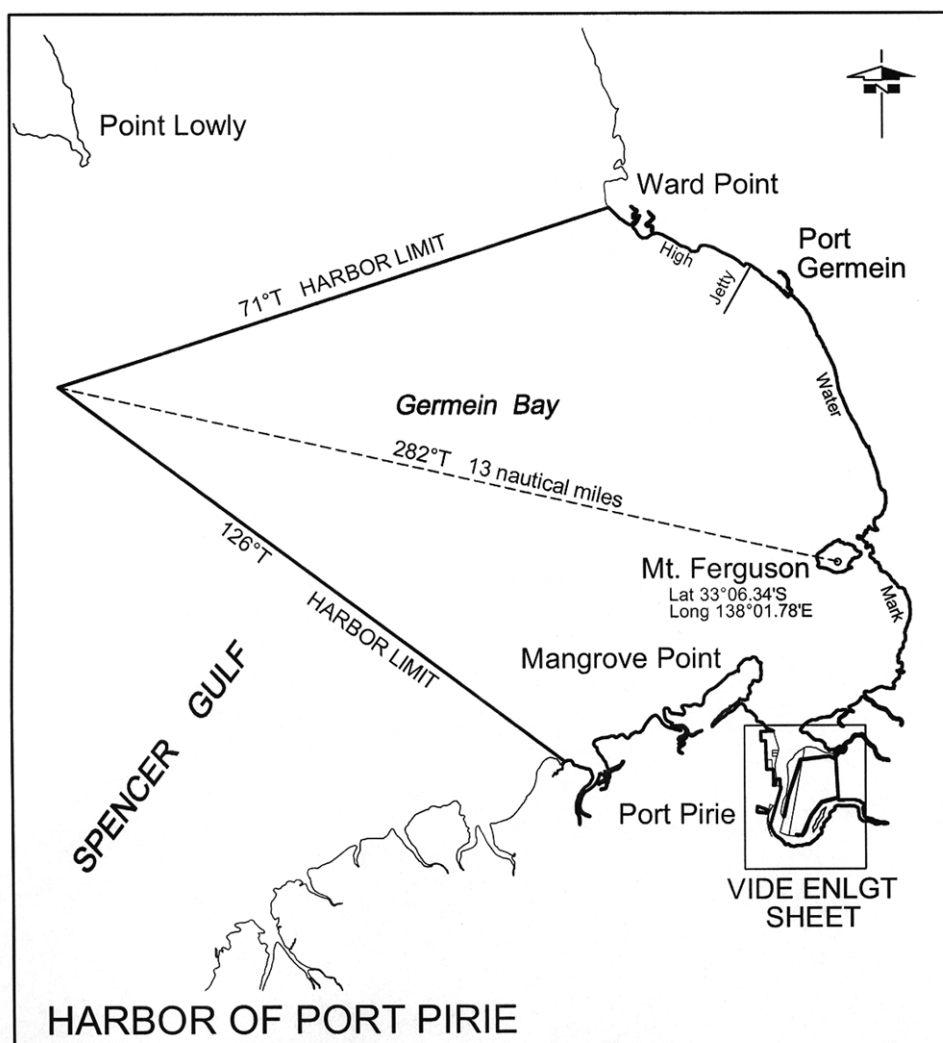 Point Lowly
N
Ward Point
Port
Germein
High
Jetty
Water
Mark
71°T HARBOR LIMIT
Germein Bay
282°T 13 nautical miles
126°T
HARBOR LIMIT
Mt. Ferguson
Lat 33°06.34'S
Long 138°01.78'E
Mangrove Point
SPENCER GULF
Port Pirie
VIDE ENLGT
SHEET
HARBOR OF PORT PIRIE